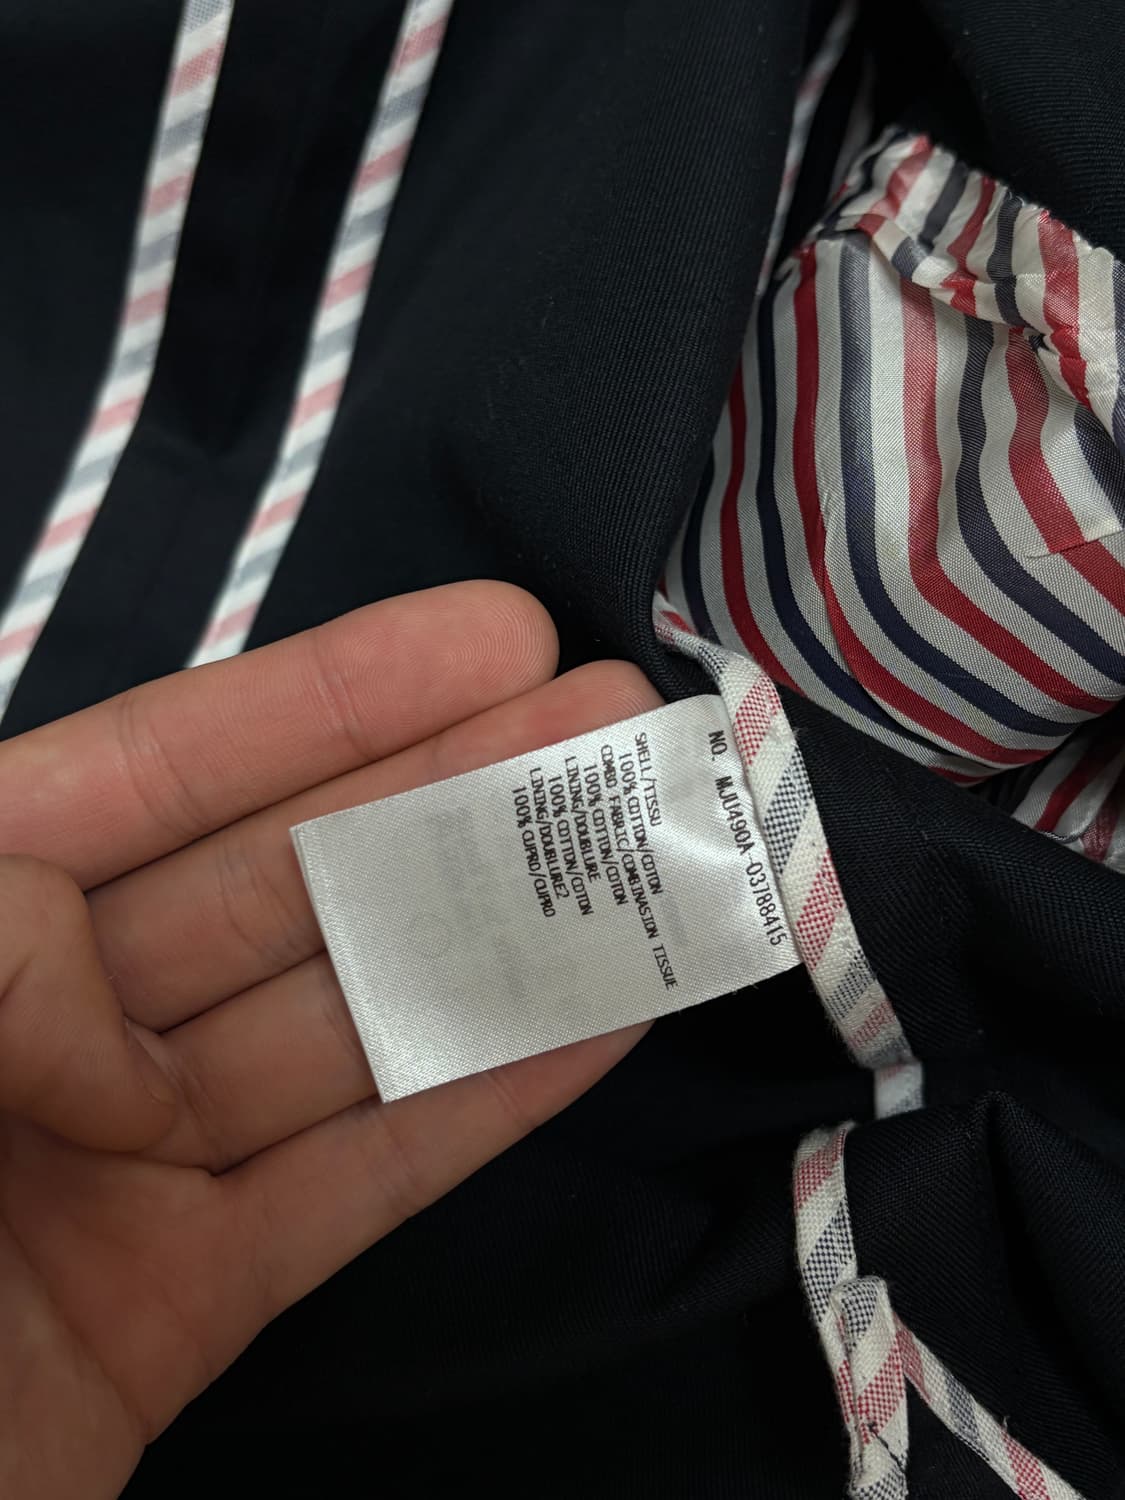 NO. MJU490A-03788415
SHELL/TISSU
100% COTTON/COTON
COMBO FABRIC/COMBINASION TISSUE
100% COTTON/COTON
LINING/DOUBLURE
100% COTTON/COTON
LINING/DOUBLURE2
100% CUPRO/CUPRO